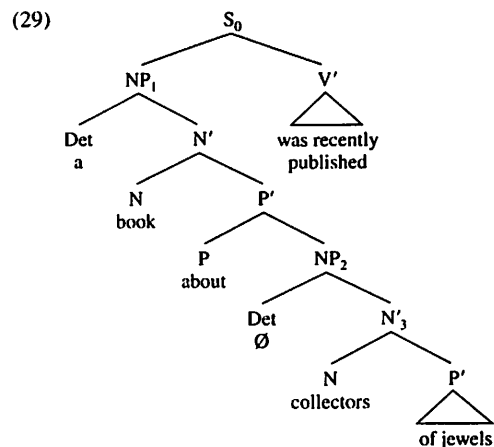 (29)
S₀
NP₁ V′
Det N′ was recently
a published
N P′
book
P NP₂
about
Det N′₃
Ø
N P′
collectors
of jewels